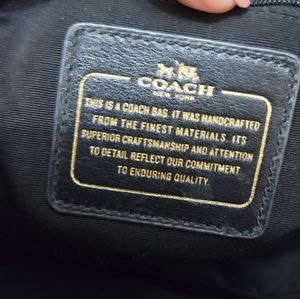 COACH
NEW YORK
THIS IS A COACH BAG. IT WAS HANDCRAFTED
FROM THE FINEST MATERIALS. ITS
SUPERIOR CRAFTSMANSHIP AND ATTENTION
TO DETAIL REFLECT OUR COMMITMENT
TO ENDURING QUALITY.